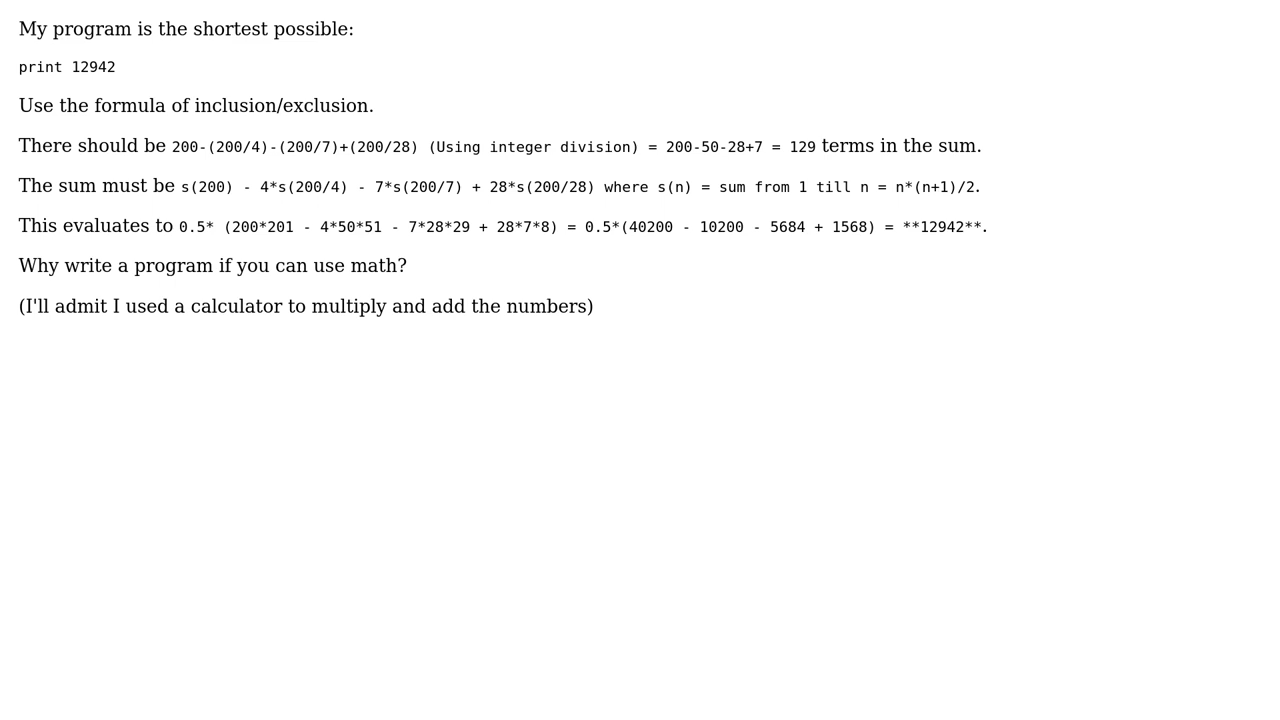 My program is the shortest possible:
print 12942
Use the formula of inclusion/exclusion.
There should be 200-(200/4)-(200/7)+(200/28) (Using integer division) = 200-50-28+7 = 129 terms in the sum.
The sum must be s(200) - 4*s(200/4) - 7*s(200/7) + 28*s(200/28) where s(n) = sum from 1 till n = n*(n+1)/2.
This evaluates to 0.5* (200*201 - 4*50*51 - 7*28*29 + 28*7*8) = 0.5*(40200 - 10200 - 5684 + 1568) = **12942**.
Why write a program if you can use math?
(I'll admit I used a calculator to multiply and add the numbers)